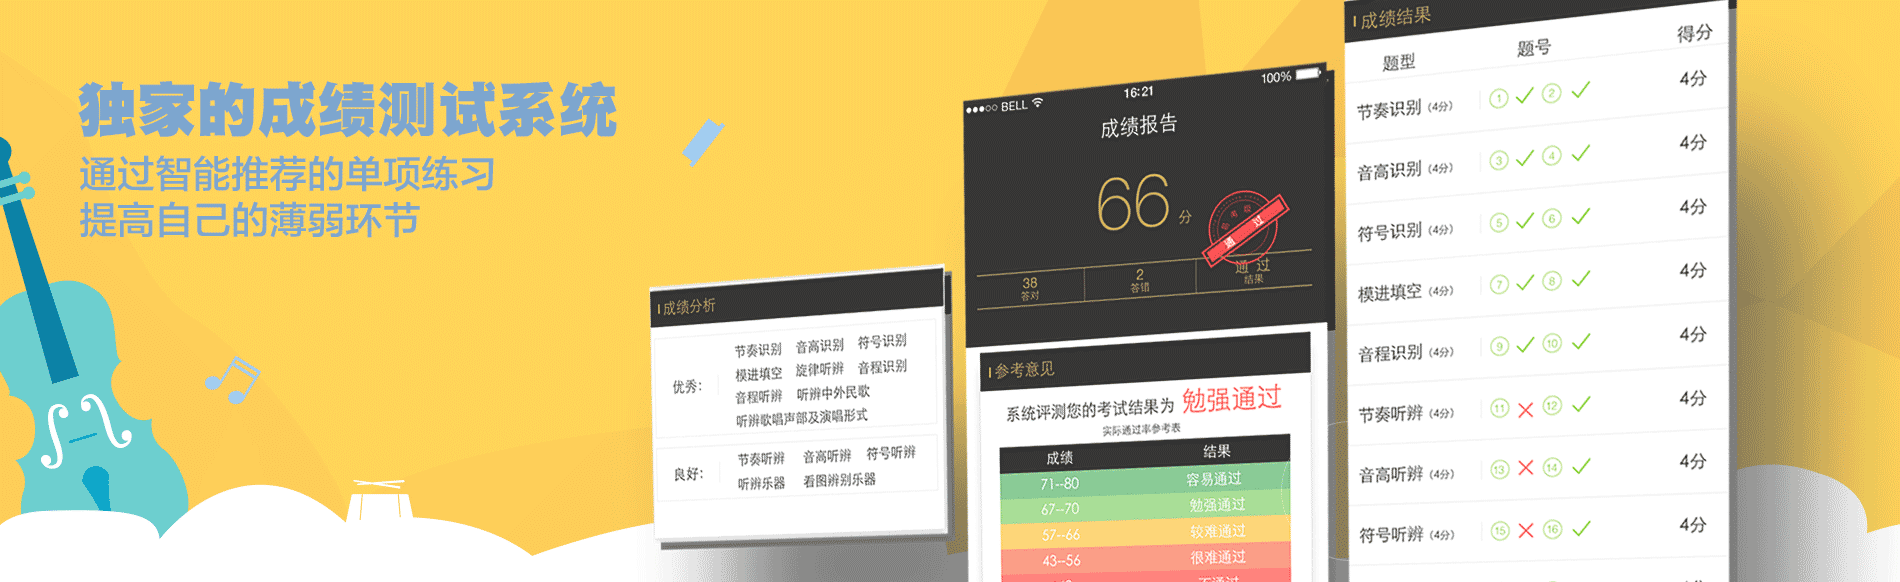 独家的成绩测试系统
通过智能推荐的单项练习
提高自己的薄弱环节
成绩分析
优秀:
节奏识别 音高识别 符号识别
模进填空 旋律听辨 音程识别
音程听辨 听辨中外民歌
听辨歌唱声部及演唱形式
良好:
节奏听辨 音高听辨 符号听辨
听辨乐器 看图辨别乐器
BELL 16:21 100%
成绩报告
66 分
通过
38 2 通过
答对 答错 结果
参考意见
系统评测您的考试结果为 勉强通过
实际通过率参考表
成绩 结果
71--80 容易通过
67--70 勉强通过
57--66 较难通过
43--56 很难通过
不通过
成绩结果
题型 题号 得分
节奏识别 (4分) 1 2 4分
音高识别 (4分) 3 4 4分
符号识别 (4分) 5 6 4分
模进填空 (4分) 7 8 4分
音程识别 (4分) 9 10 4分
节奏听辨 (4分) 11 12 4分
音高听辨 (4分) 13 14 4分
符号听辨 (4分) 15 16 4分